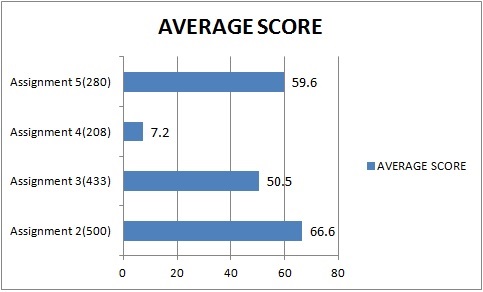 AVERAGE SCORE
Assignment 5(280)
59.6
Assignment 4(208)
7.2
Assignment 3(433)
50.5
Assignment 2(500)
66.6
0 20 40 60 80
AVERAGE SCORE